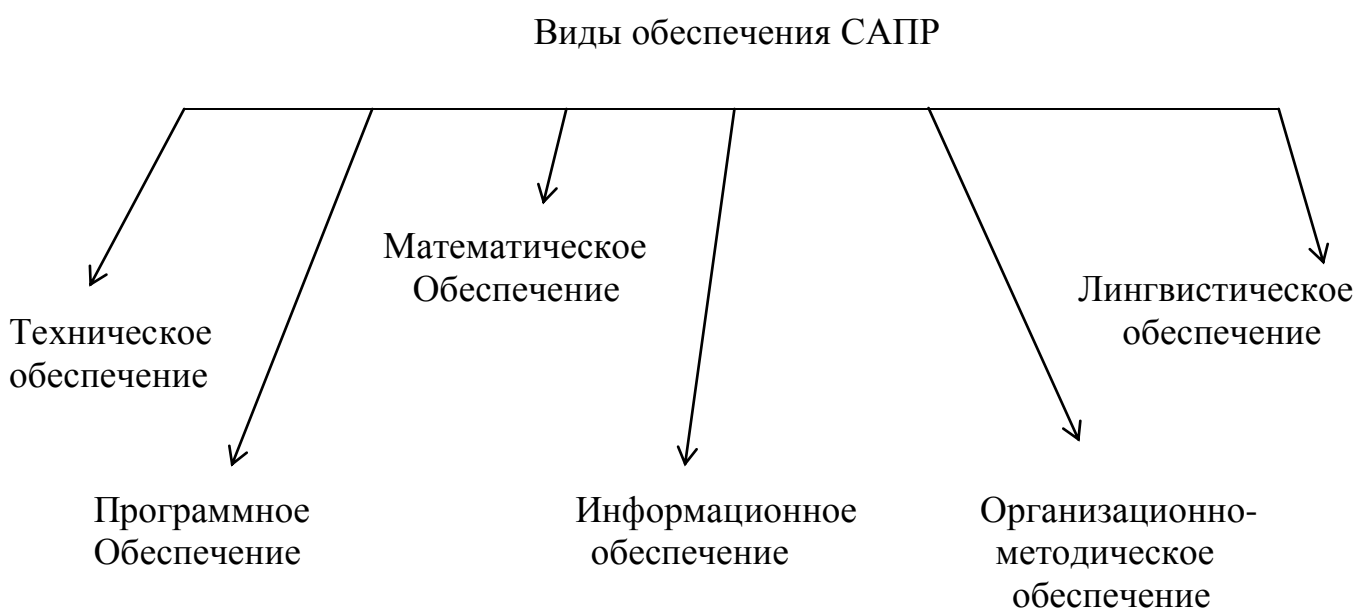 Виды обеспечения САПР
Математическое
Обеспечение
Лингвистическое
обеспечение
Техническое
обеспечение
Программное
Обеспечение
Информационное
обеспечение
Организационно-
методическое
обеспечение